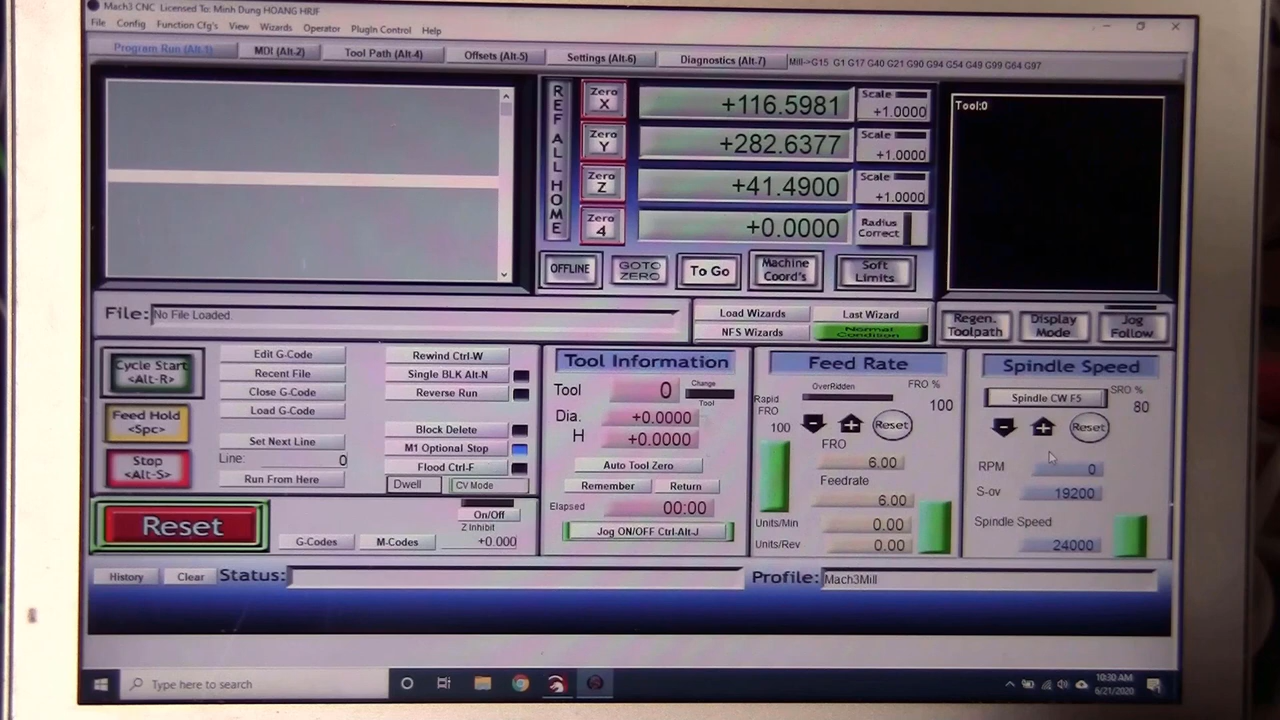 Mach3 CNC Licensed To: Minh Dung HOANG HRJF
File Config Function Cfg's View Wizards Operator PlugIn Control Help
Program Run (Alt-1) MDI (Alt-2) Tool Path (Alt-4) Offsets (Alt-5) Settings (Alt-6) Diagnostics (Alt-7) Mill->G15 G1 G17 G40 G21 G90 G94 G54 G49 G99 G64 G97
REF ALL HOME
Zero X +116.5981 Scale +1.0000
Zero Y +282.6377 Scale +1.0000
Zero Z +41.4900 Scale +1.0000
Zero 4 +0.0000 Radius Correct
OFFLINE GOTO ZERO To Go Machine Coord's Soft Limits
Tool:0
File: No File Loaded.
Load Wizards Last Wizard
NFS Wizards Normal Condition
Regen. Toolpath Display Mode Jog Follow
Cycle Start <Alt-R>
Feed Hold <Spc>
Stop <Alt-S>
Edit G-Code
Recent File
Close G-Code
Load G-Code
Set Next Line
Line: 0
Run From Here
Rewind Ctrl-W
Single BLK Alt-N
Reverse Run
Block Delete
M1 Optional Stop
Flood Ctrl-F
Dwell CV Mode
Reset
G-Codes M-Codes
On/Off
Z Inhibit
+0.000
Tool Information
Tool 0 Change Tool
Dia. +0.0000
H +0.0000
Auto Tool Zero
Remember Return
Elapsed 00:00
Jog ON/OFF Ctrl-Alt-J
Feed Rate
OverRidden FRO %
100
Rapid FRO
100
Reset
FRO
6.00
Feedrate
6.00
Units/Min 0.00
Units/Rev 0.00
Spindle Speed
Spindle CW F5 SRO %
80
Reset
RPM 0
S-ov 19200
Spindle Speed
24000
History Clear Status: Profile: Mach3Mill
Type here to search
10:30 AM
6/21/2020